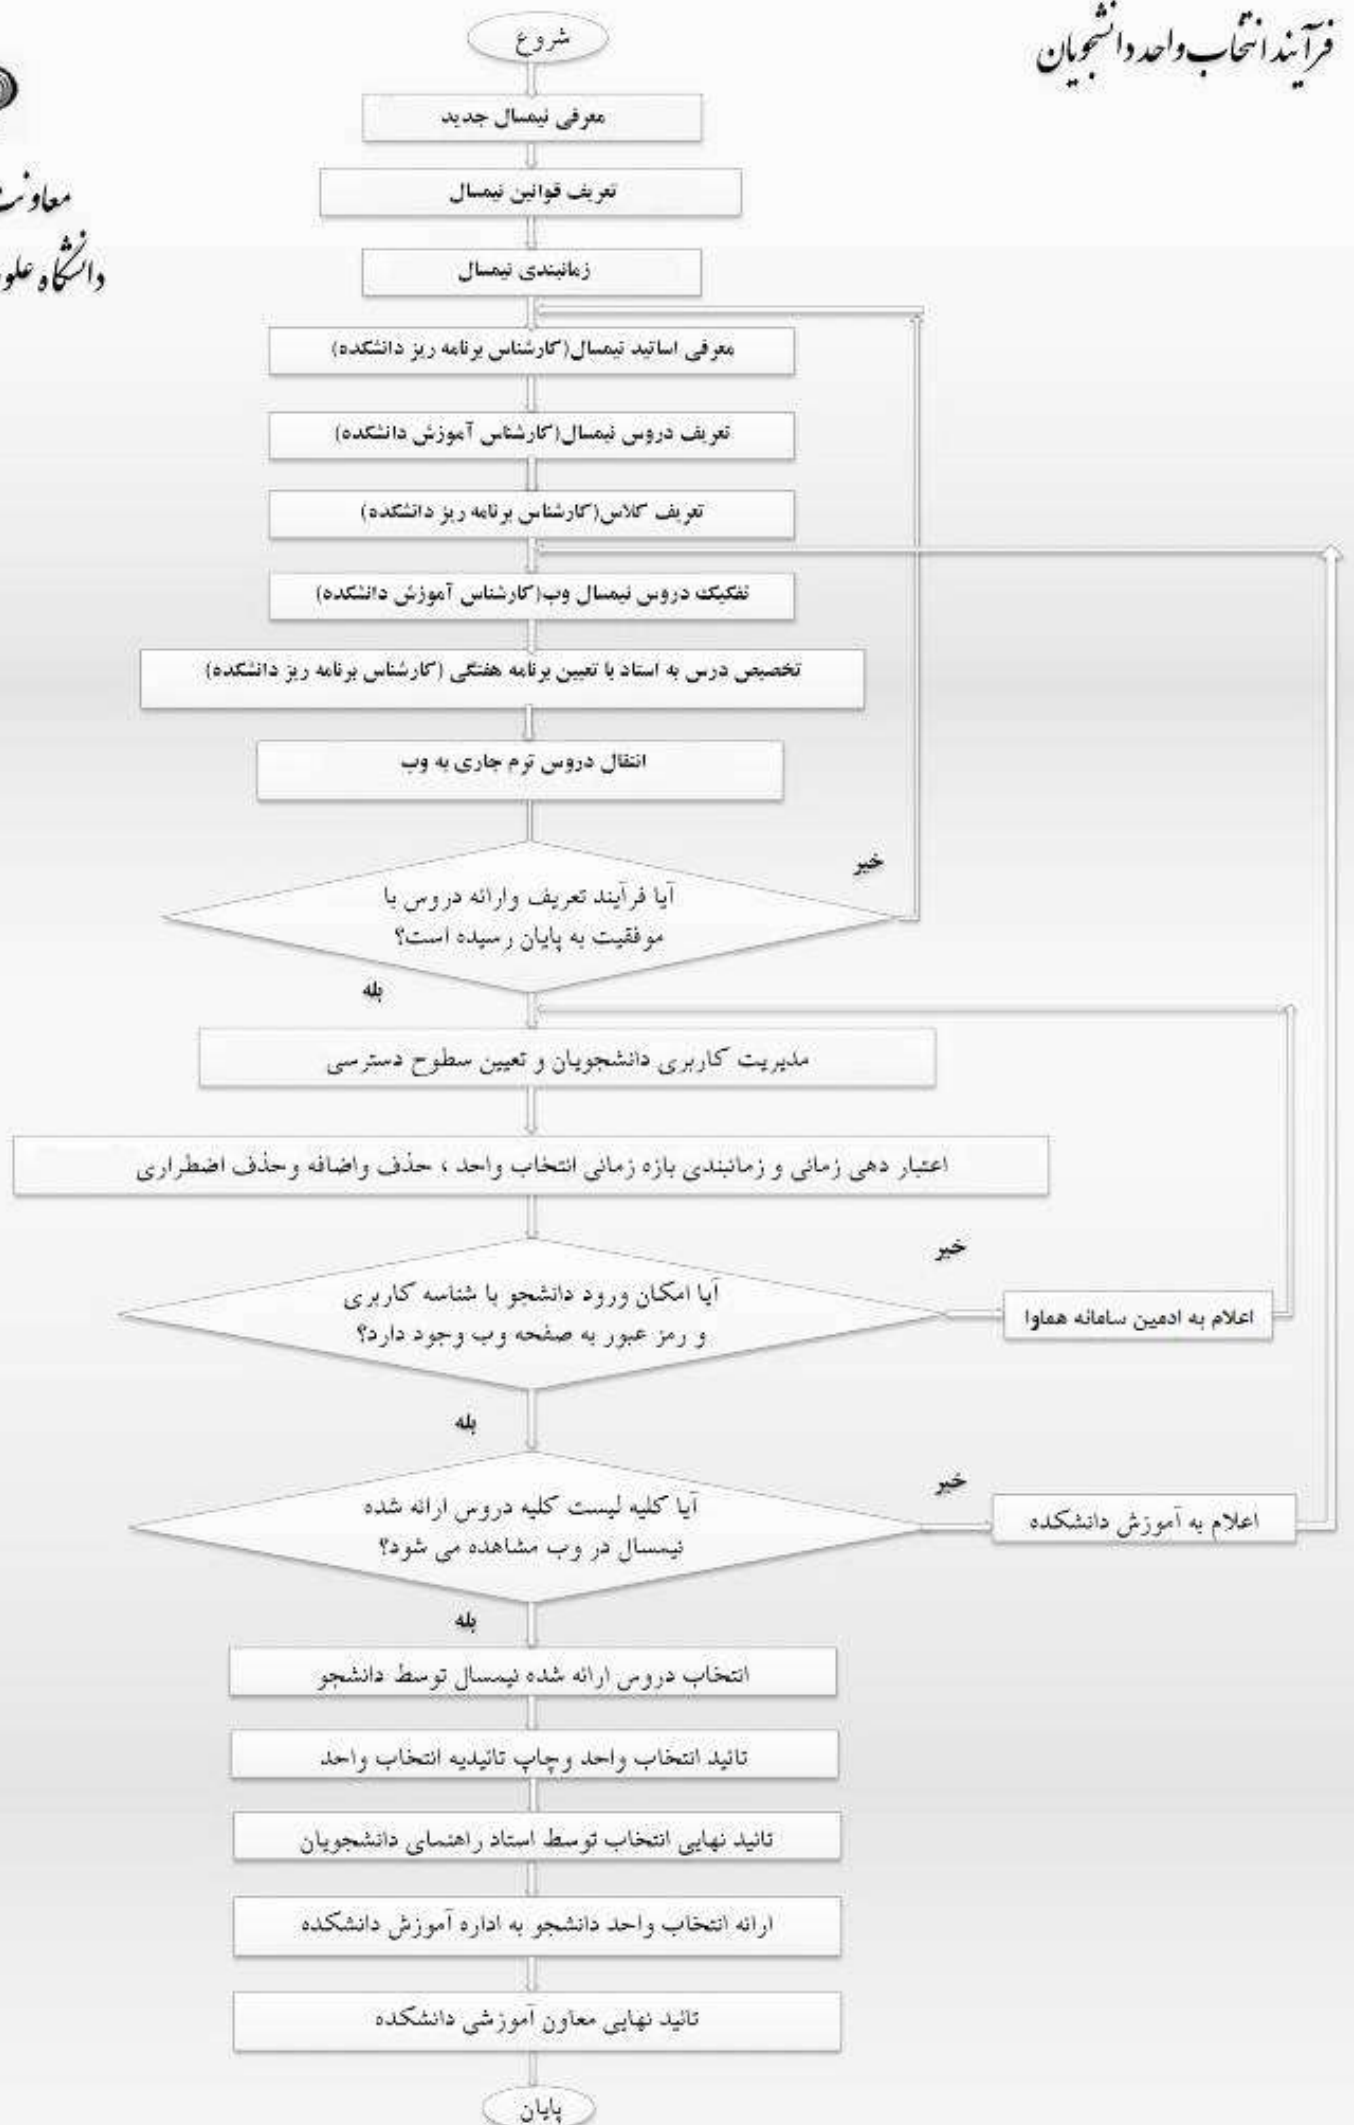 فرآیند انتخاب واحد دانشجویان
معاونت
دانشگاه علو
شروع
معرفی نیمسال جدید
تعریف قوانین نیمسال
زمانبندی نیمسال
معرفی اساتید نیمسال(کارشناس برنامه ریز دانشکده)
تعریف دروس نیمسال(کارشناس آموزش دانشکده)
تعریف کلاس(کارشناس برنامه ریز دانشکده)
تفکیک دروس نیمسال وب(کارشناس آموزش دانشکده)
تخصیص درس به استاد با تعیین برنامه هفتگی (کارشناس برنامه ریز دانشکده)
انتقال دروس ترم جاری به وب
خیر
آیا فرآیند تعریف وارائه دروس با
موفقیت به پایان رسیده است؟
بله
مدیریت کاربری دانشجویان و تعیین سطوح دسترسی
اعتبار دهی زمانی و زمانبندی بازه زمانی انتخاب واحد ، حذف واضافه وحذف اضطراری
خیر
آیا امکان ورود دانشجو با شناسه کاربری
و رمز عبور به صفحه وب وجود دارد؟
اعلام به ادمین سامانه هماوا
بله
خیر
آیا کلیه لیست کلیه دروس ارائه شده
نیمسال در وب مشاهده می شود؟
اعلام به آموزش دانشکده
بله
انتخاب دروس ارائه شده نیمسال توسط دانشجو
تائید انتخاب واحد وچاپ تائیدیه انتخاب واحد
تائید نهایی انتخاب توسط استاد راهنمای دانشجویان
ارائه انتخاب واحد دانشجو به اداره آموزش دانشکده
تائید نهایی معاون آموزشی دانشکده
پایان